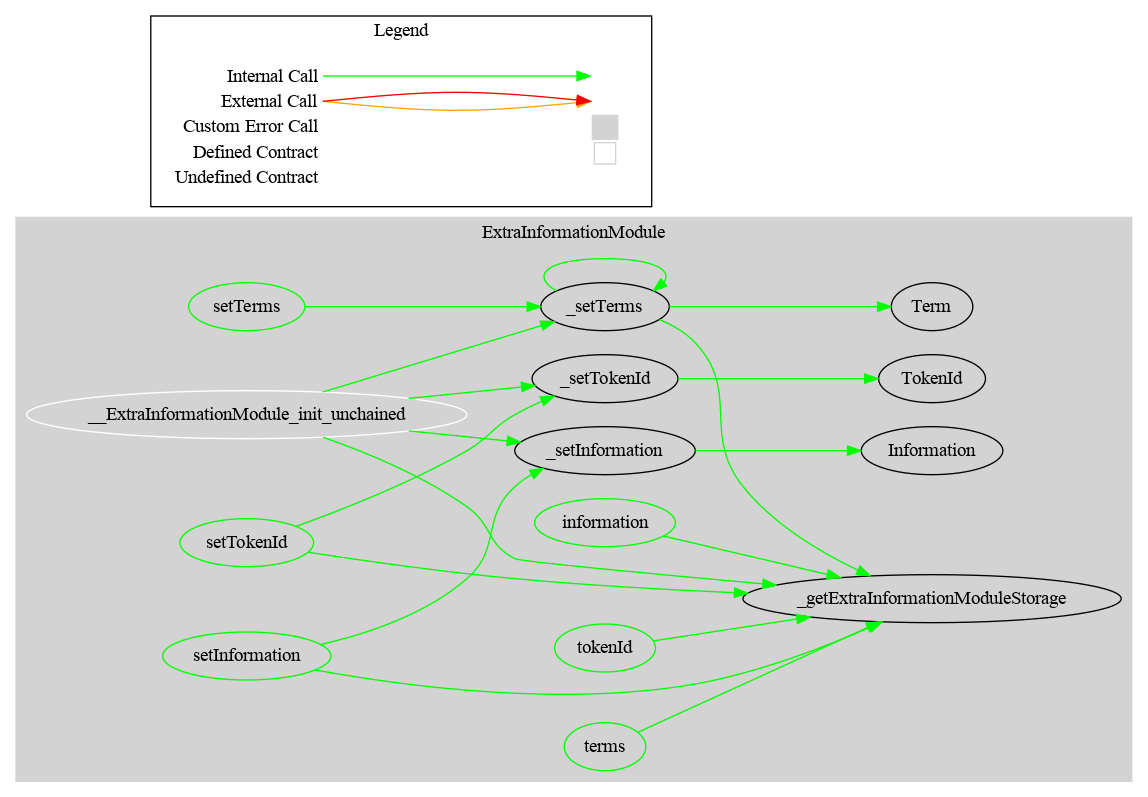 Legend
Internal Call
External Call
Custom Error Call
Defined Contract
Undefined Contract
ExtraInformationModule
setTerms
_setTerms
Term
_setTokenId
TokenId
__ExtraInformationModule_init_unchained
_setInformation
Information
information
setTokenId
_getExtraInformationModuleStorage
tokenId
setInformation
terms